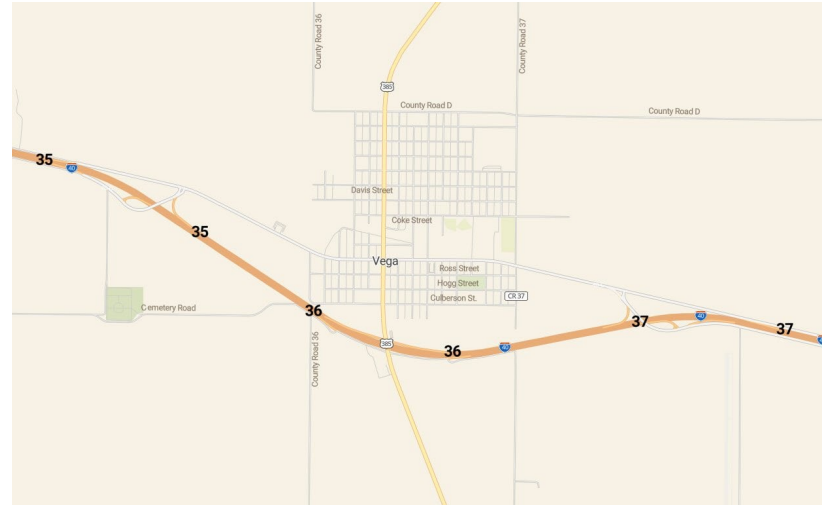 County Road 36
County Road 37
385
County Road D
County Road D
35
40
Davis Street
Coke Street
35
Vega
Ross Street
Hogg Street
CR 37
Culberson St.
Cemetery Road
36
37
40
37
40
385
36
40
County Road 36